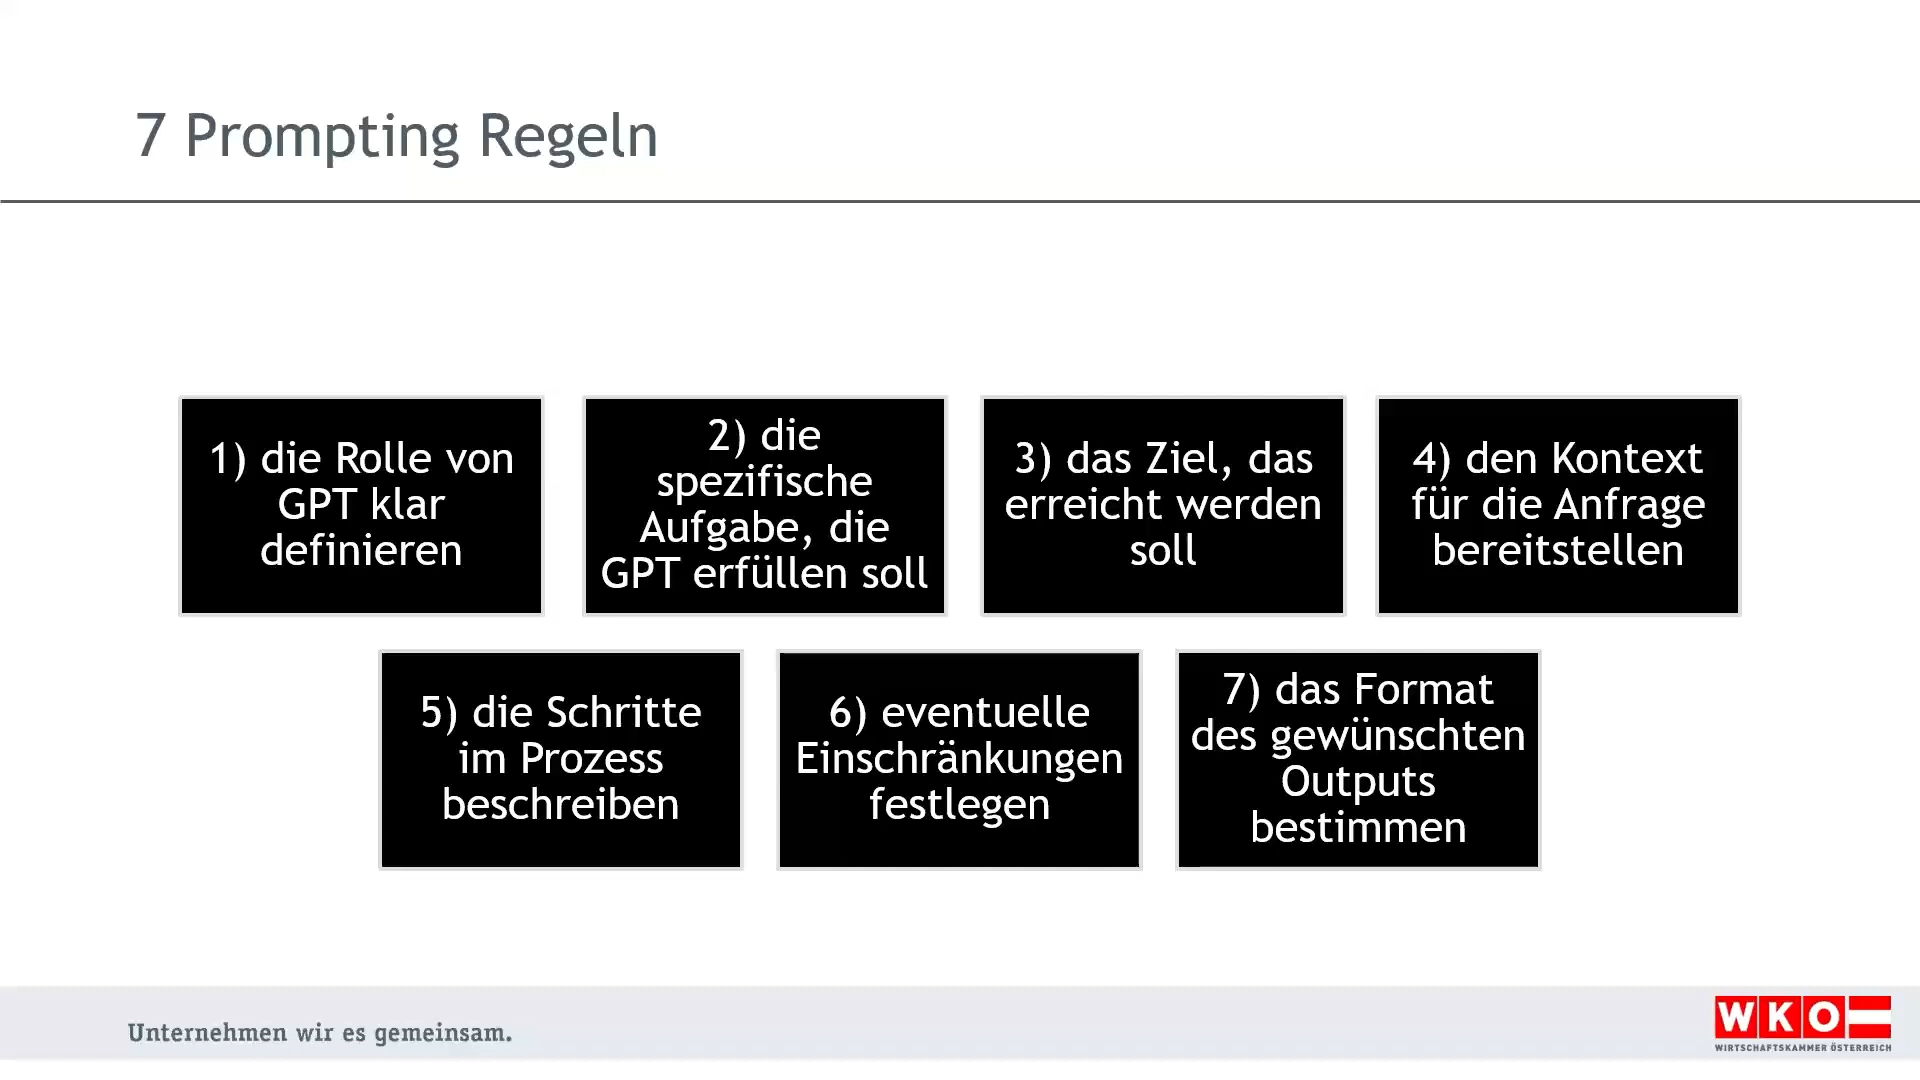 7 Prompting Regeln
1) die Rolle von
GPT klar
definieren
2) die
spezifische
Aufgabe, die
GPT erfüllen soll
3) das Ziel, das
erreicht werden
soll
4) den Kontext
für die Anfrage
bereitstellen
5) die Schritte
im Prozess
beschreiben
6) eventuelle
Einschränkungen
festlegen
7) das Format
des gewünschten
Outputs
bestimmen
Unternehmen wir es gemeinsam.
WKO
WIRTSCHAFTSKAMMER ÖSTERREICH